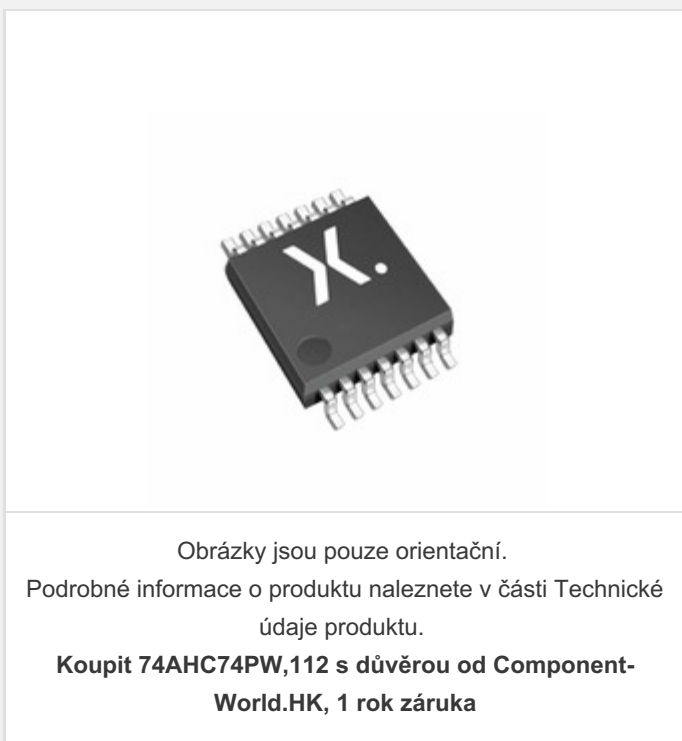 Obrázky jsou pouze orientační.
Podrobné informace o produktu naleznete v části Technické
údaje produktu.
Koupit 74AHC74PW,112 s důvěrou od Component-
World.HK, 1 rok záruka